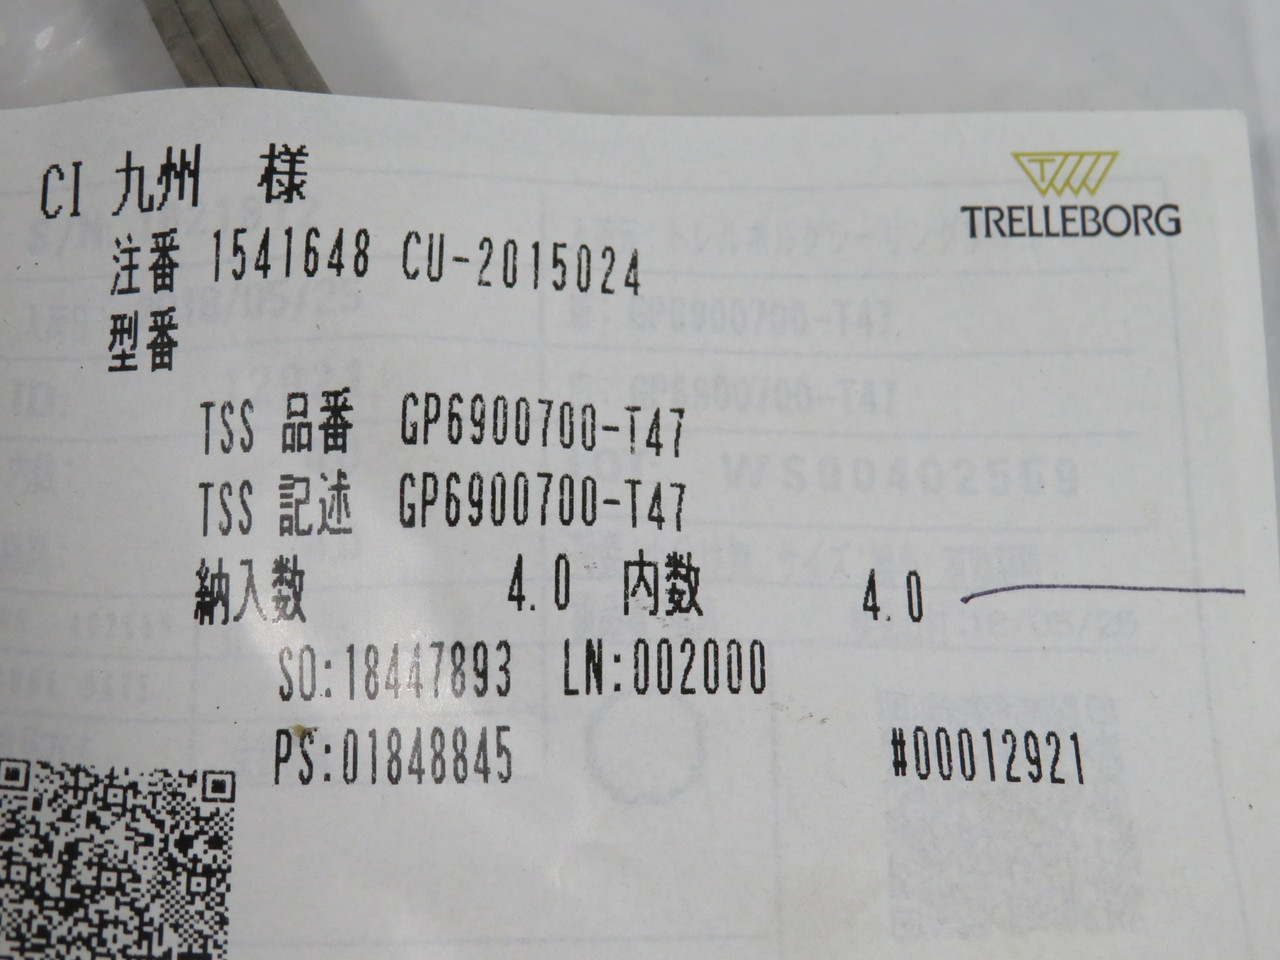 CI 九州 様
TRELLEBORG
注番 1541648 CU-2015024
型番
TSS 品番 GP6900700-T47
TSS 記述 GP6900700-T47
納入数 4.0 内数 4.0
SO:18447893 LN:002000
PS:01848845 #00012921